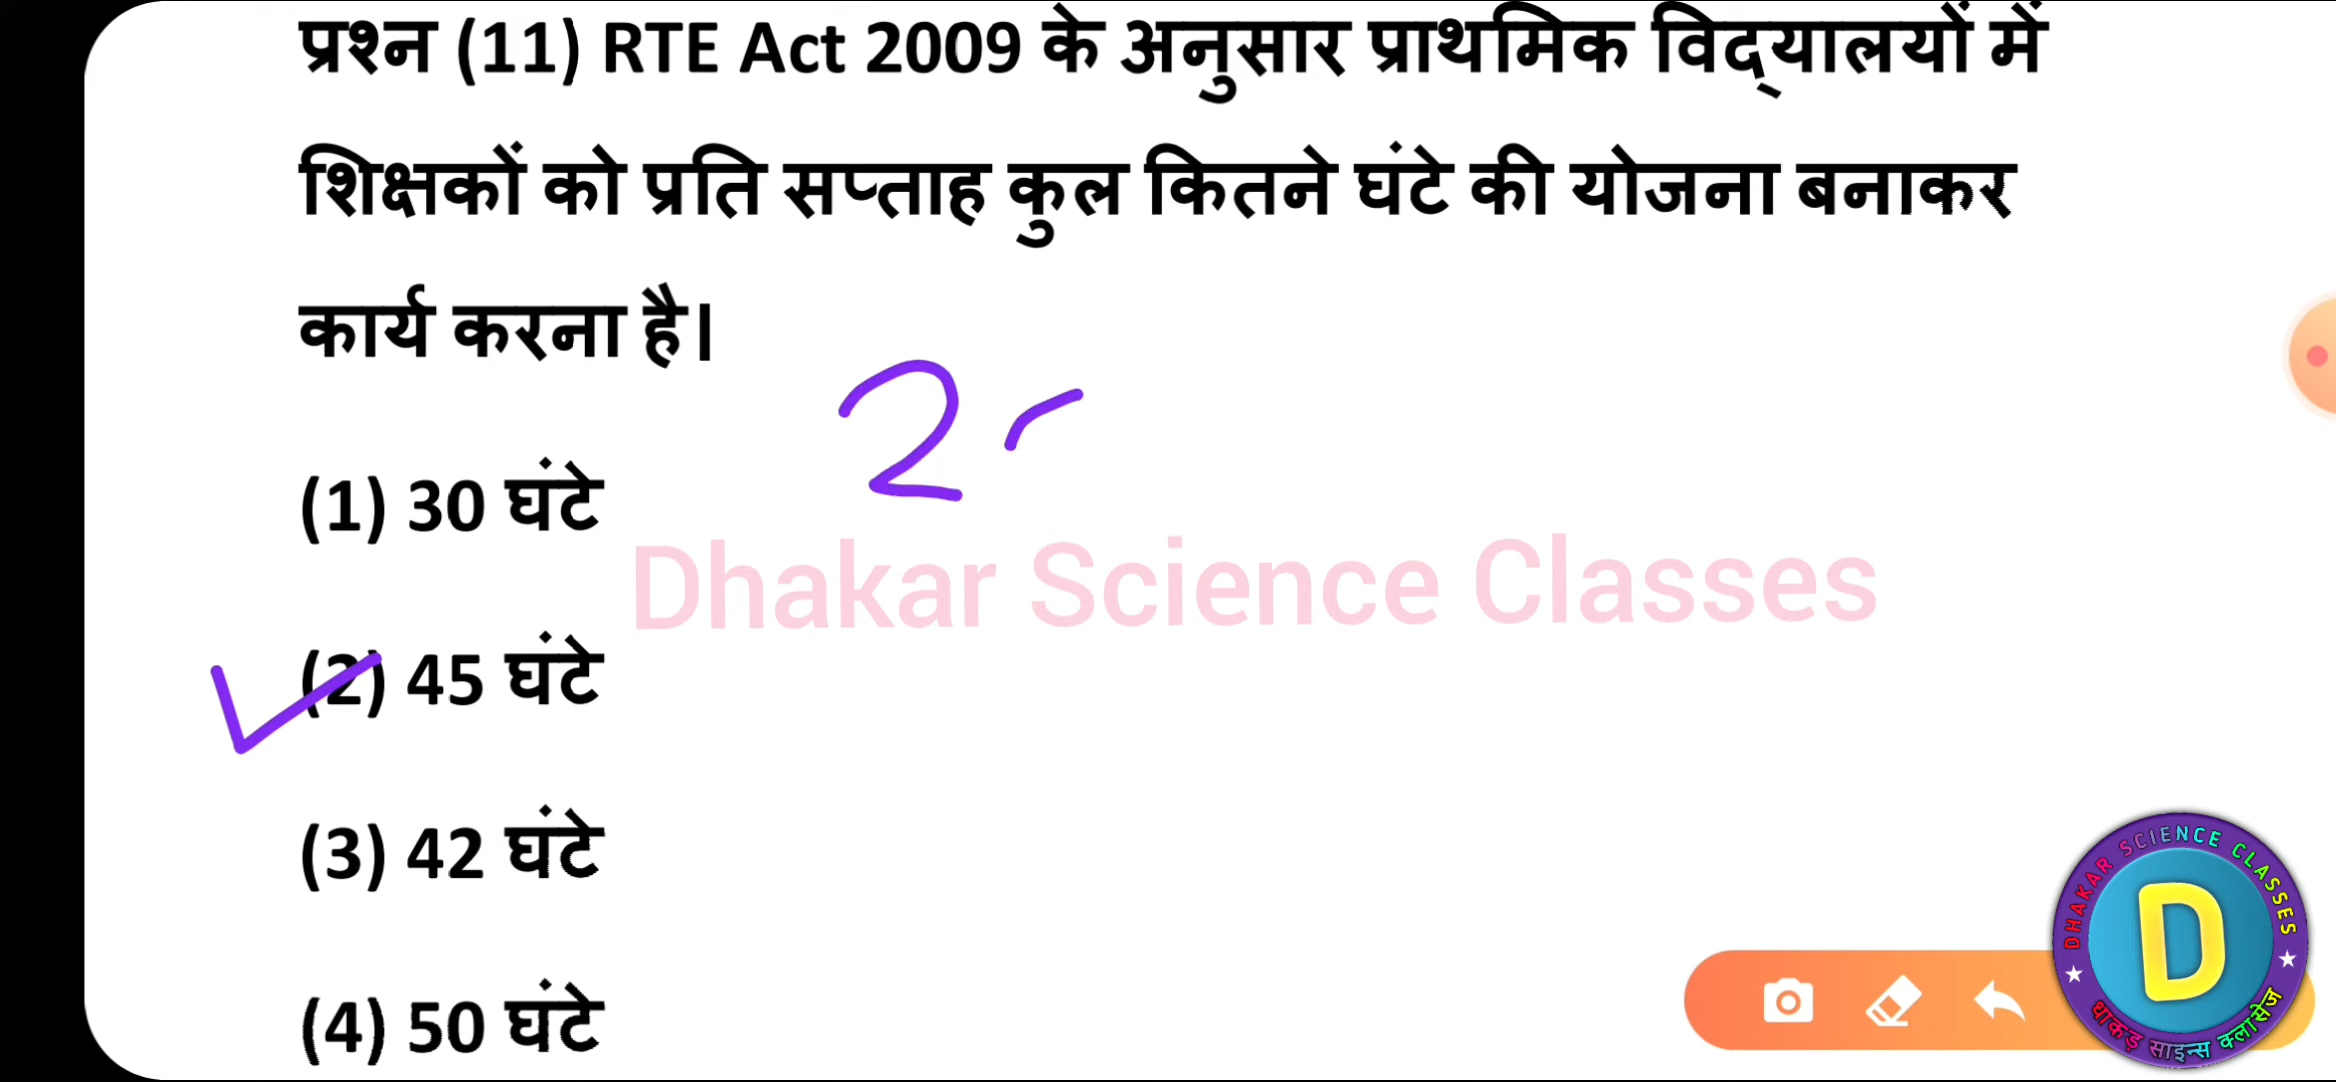 प्रश्न (11) RTE Act 2009 के अनुसार प्राथमिक विद्यालयों में
शिक्षकों को प्रति सप्ताह कुल कितने घंटे की योजना बनाकर
कार्य करना है।
2
(1) 30 घंटे
Dhakar Science Classes
(2) 45 घंटे
(3) 42 घंटे
(4) 50 घंटे
DHAKAR SCIENCE CLASSES
D
धाकड़ साइन्स क्लासेज